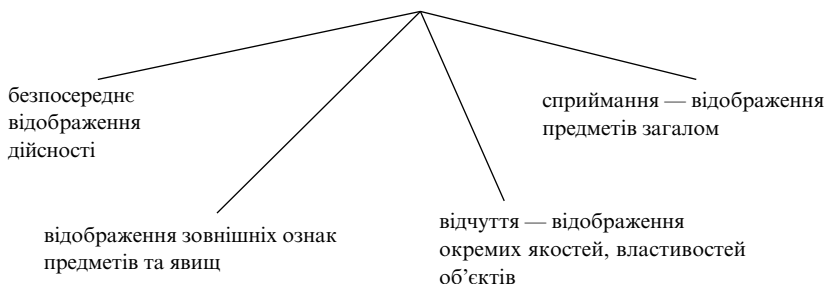 безпосереднє
відображення
дійсності
сприймання — відображення
предметів загалом
відображення зовнішніх ознак
предметів та явищ
відчуття — відображення
окремих якостей, властивостей
об’єктів